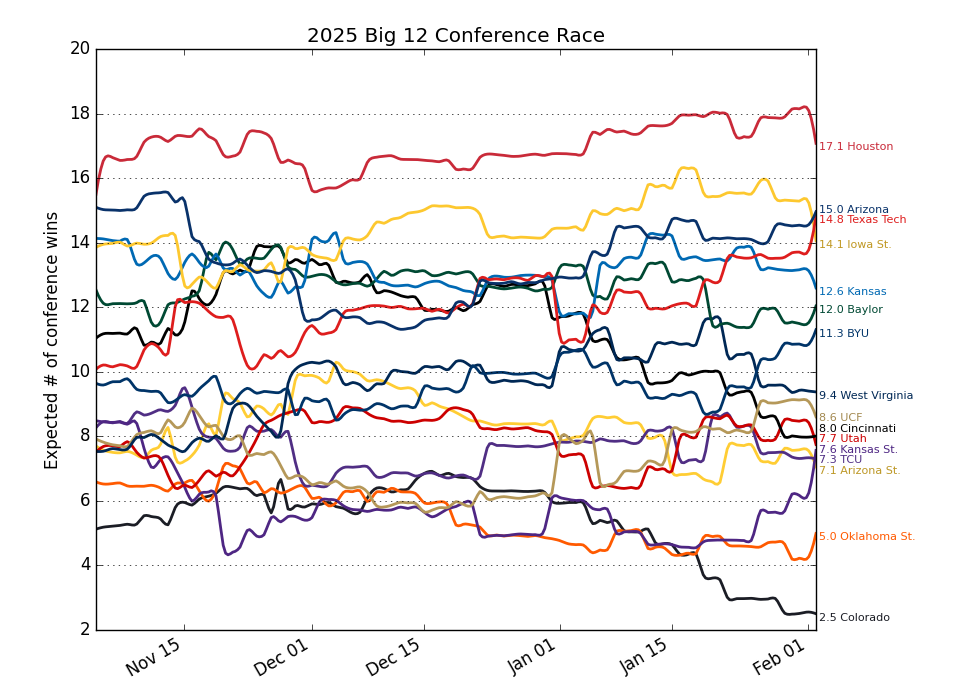 2025 Big 12 Conference Race
Expected # of conference wins
20
18
16
14
12
10
8
6
4
2
Nov 15
Dec 01
Dec 15
Jan 01
Jan 15
Feb 01
17.1 Houston
15.0 Arizona
14.8 Texas Tech
14.1 Iowa St.
12.6 Kansas
12.0 Baylor
11.3 BYU
9.4 West Virginia
8.6 UCF
8.0 Cincinnati
7.7 Utah
7.6 Kansas St.
7.3 TCU
7.1 Arizona St.
5.0 Oklahoma St.
2.5 Colorado